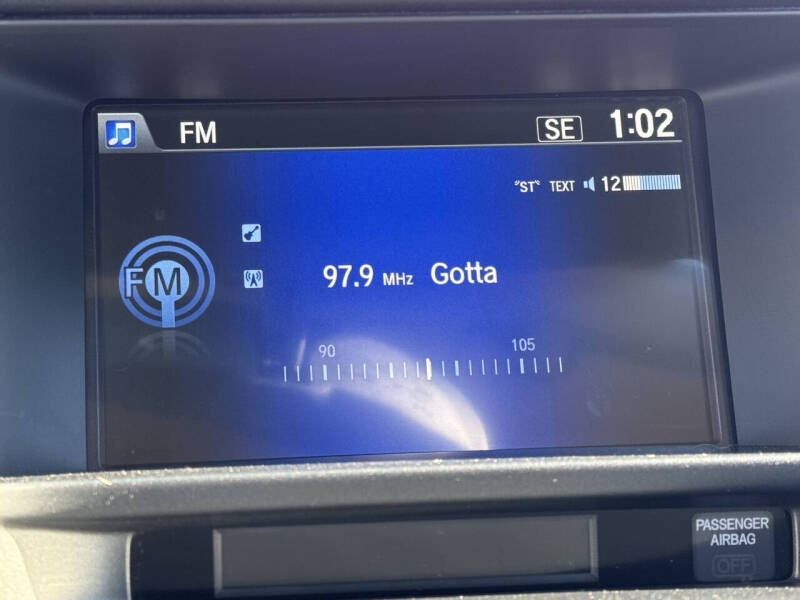 FM SE 1:02
"ST" TEXT 12
FM 97.9 MHz Gotta
90 105
PASSENGER
AIRBAG
OFF